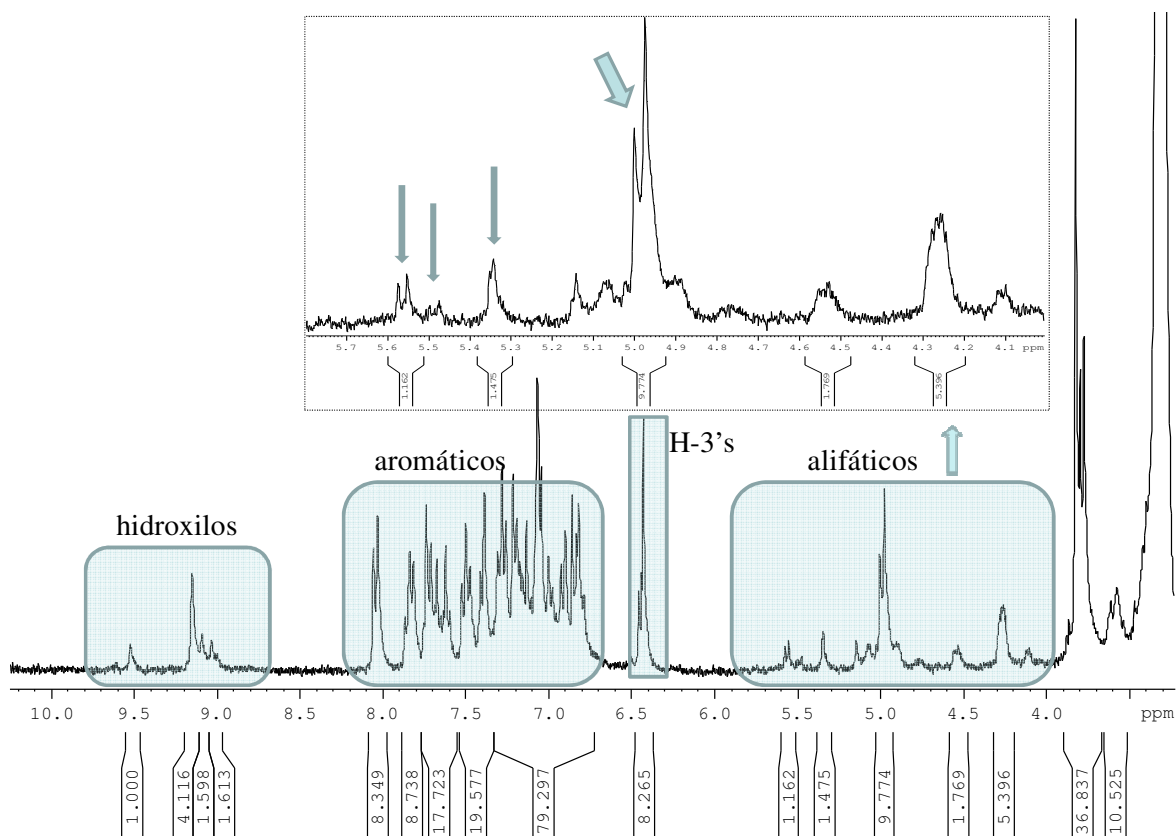 5.7 5.6 5.5 5.4 5.3 5.2 5.1 5.0 4.9 4.8 4.7 4.6 4.5 4.4 4.3 4.2 4.1 ppm
1.162 1.475 9.774 1.769 5.396
H-3's
aromáticos alifáticos
hidroxilos
10.0 9.5 9.0 8.5 8.0 7.5 7.0 6.5 6.0 5.5 5.0 4.5 4.0 ppm
1.000 4.116 1.598 1.613 8.349 8.738 17.723 19.577 79.297 8.265 1.162 1.475 9.774 1.769 5.396 36.837 10.525